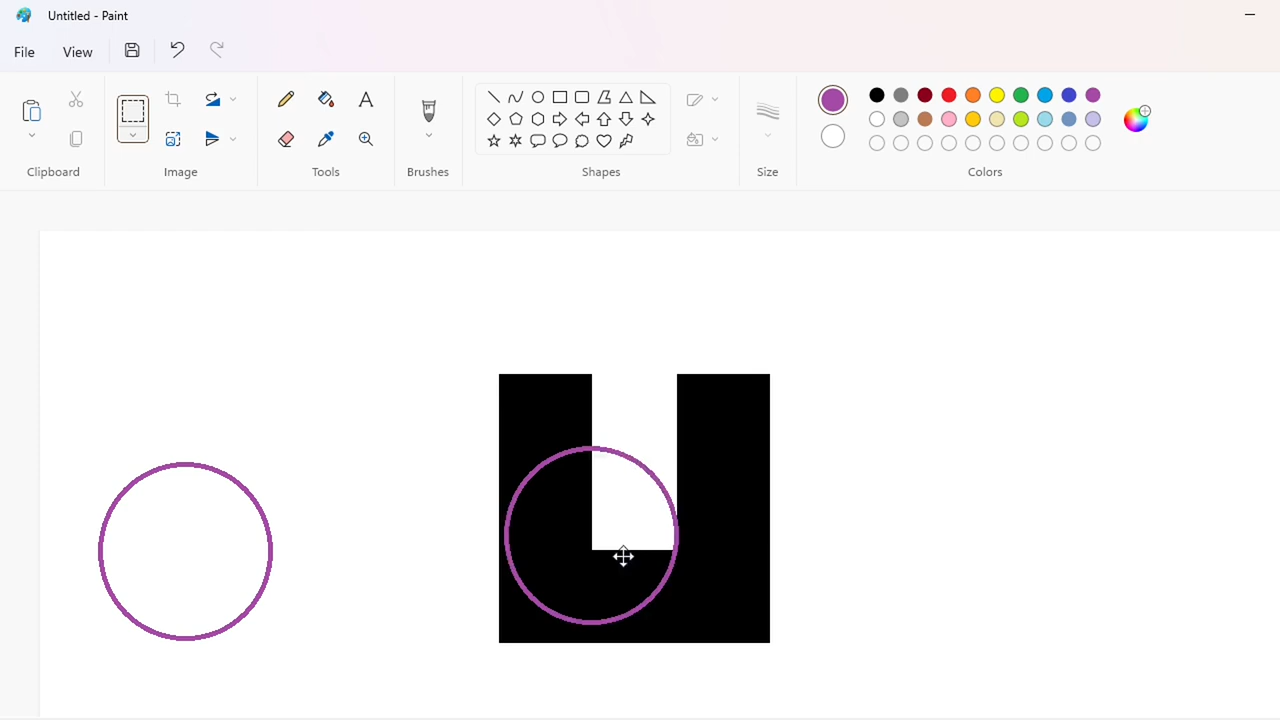 Untitled - Paint
File View
Clipboard Image Tools Brushes Shapes Size Colors